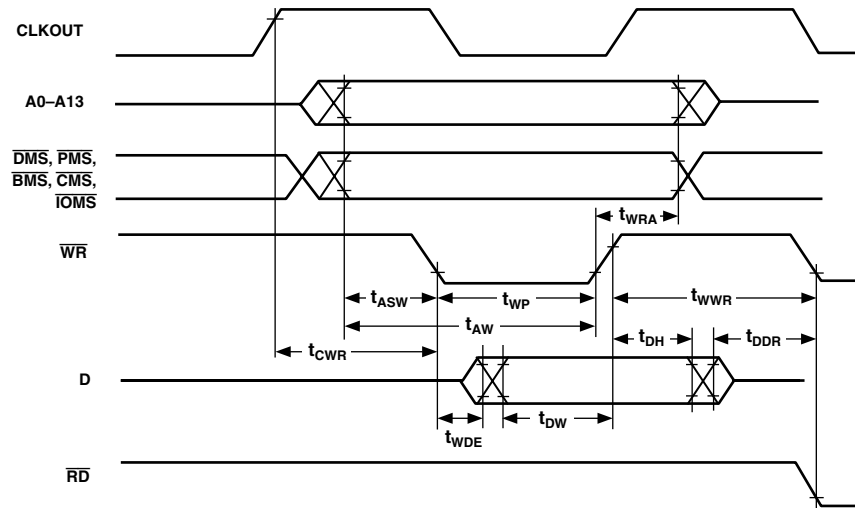 CLKOUT
A0–A13
DMS, PMS,
BMS, CMS,
IOMS
tWRA
WR
tASW
tWP
tWWR
tAW
tCWR
tDH
tDDR
D
tWDE
tDW
RD